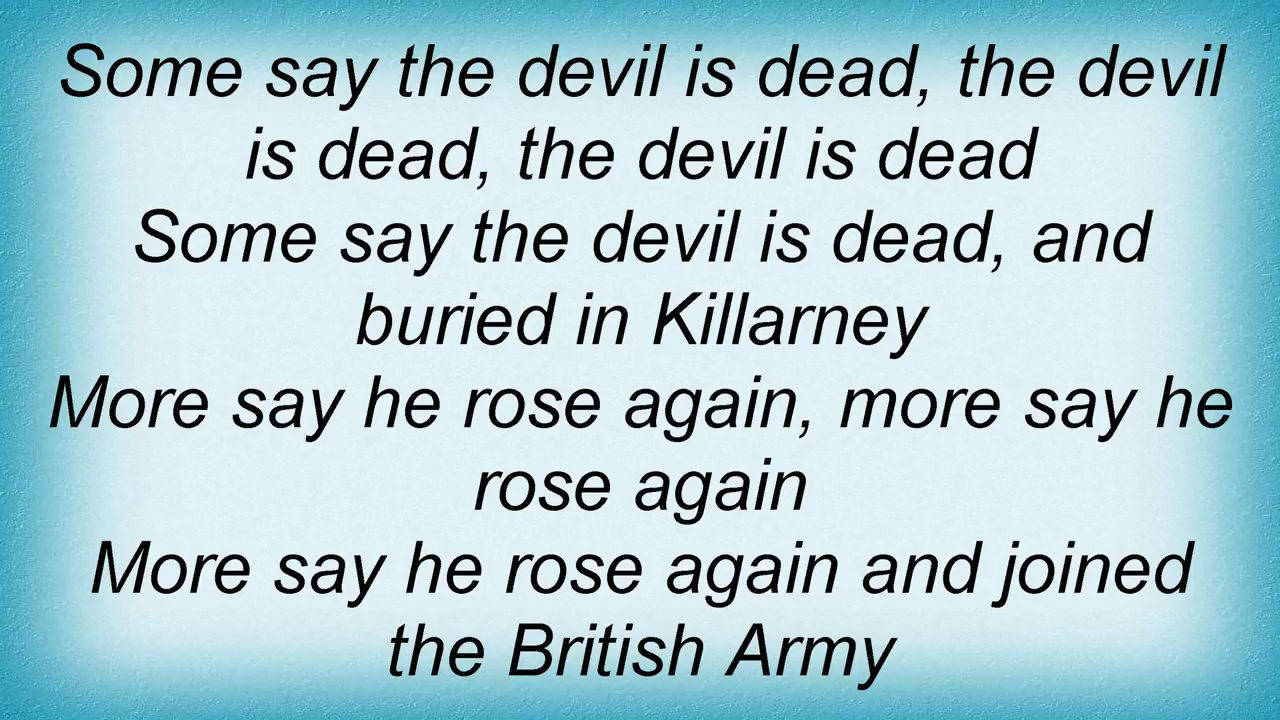 Some say the devil is dead, the devil
is dead, the devil is dead
Some say the devil is dead, and
buried in Killarney
More say he rose again, more say he
rose again
More say he rose again and joined
the British Army